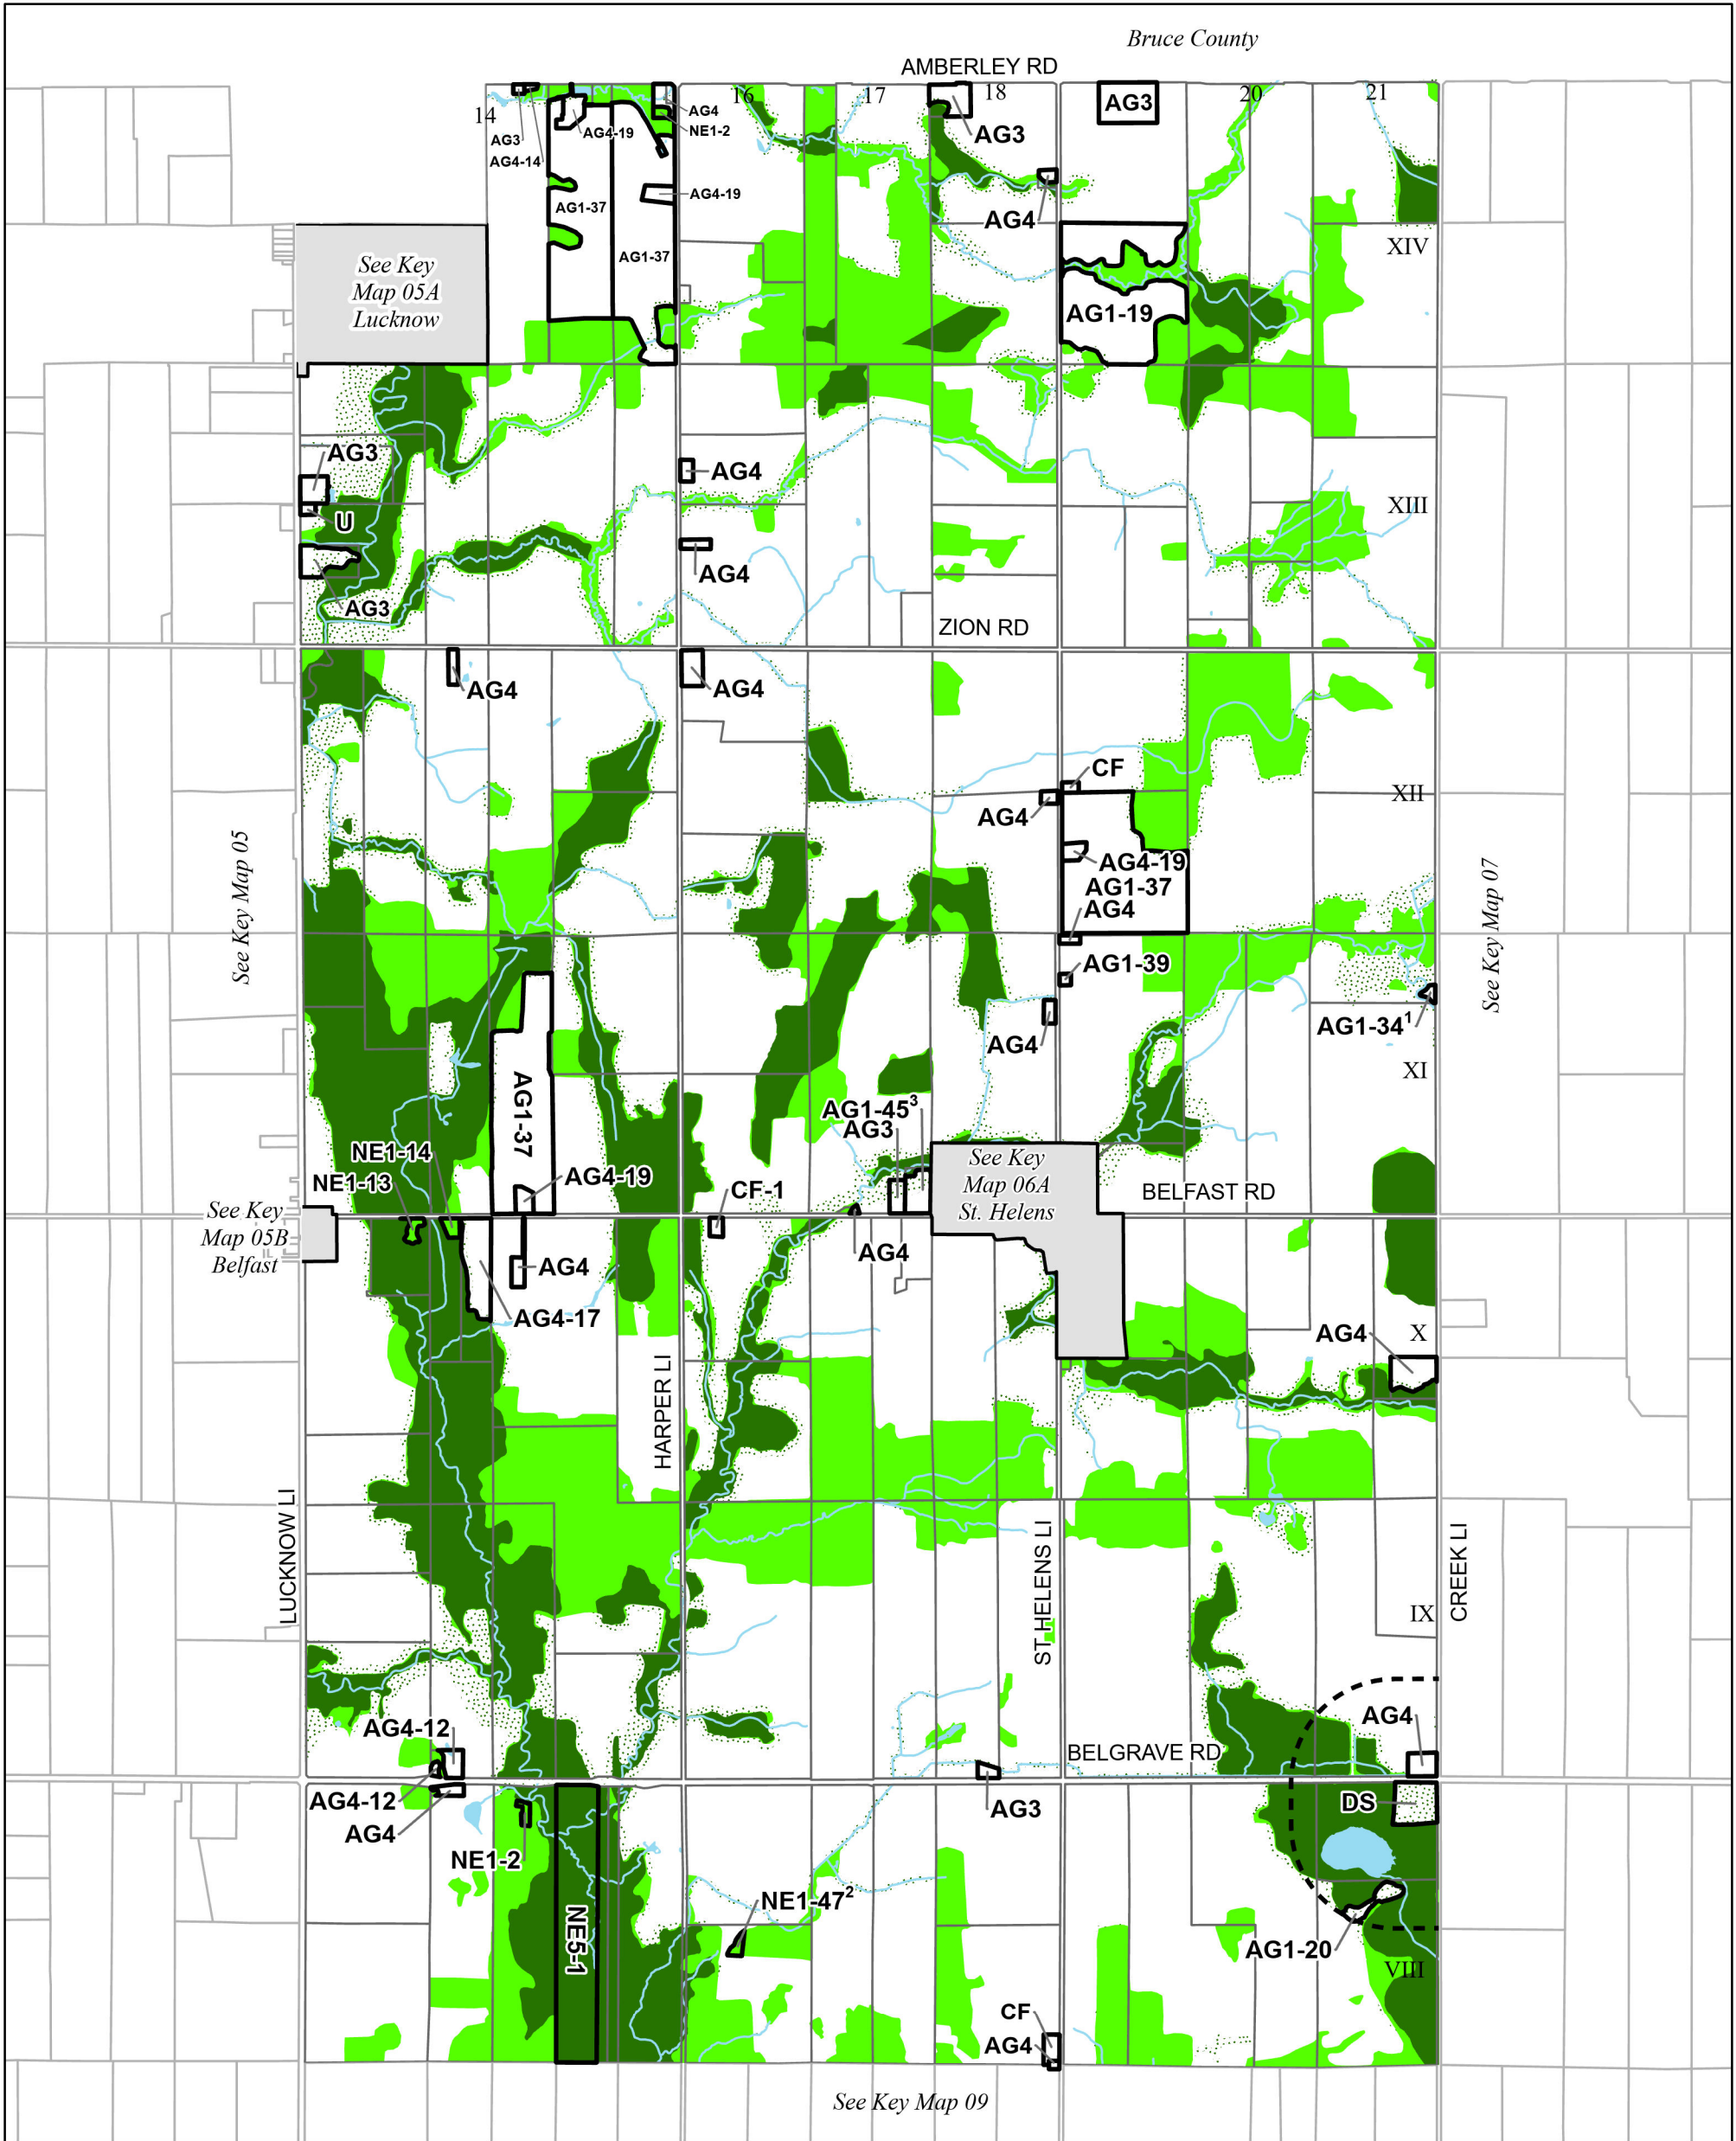 Bruce County
AMBERLEY RD
14
16
17
18
20
21
AG3
AG4-14
AG4-19
AG4
NE1-2
AG3
AG3
AG4-19
AG1-37
AG1-37
AG4
XIV
See Key
Map 05A
Lucknow
AG1-19
AG3
U
AG3
AG4
AG4
XIII
ZION RD
AG4
AG4
CF
AG4
XII
AG4-19
AG1-37
AG4
See Key Map 05
See Key Map 07
AG1-39
AG4
AG1-34¹
XI
AG1-37
AG1-45³
AG3
NE1-14
NE1-13
AG4-19
CF-1
See Key
Map 06A
St. Helens
BELFAST RD
See Key
Map 05B
Belfast
AG4
AG4
AG4-17
AG4
X
HARPER LI
LUCKNOW LI
ST HELENS LI
CREEK LI
IX
AG4-12
BELGRAVE RD
AG4
AG4-12
AG4
AG3
DS
NE1-2
NE5-1
NE1-47²
AG1-20
VIII
CF
AG4
See Key Map 09